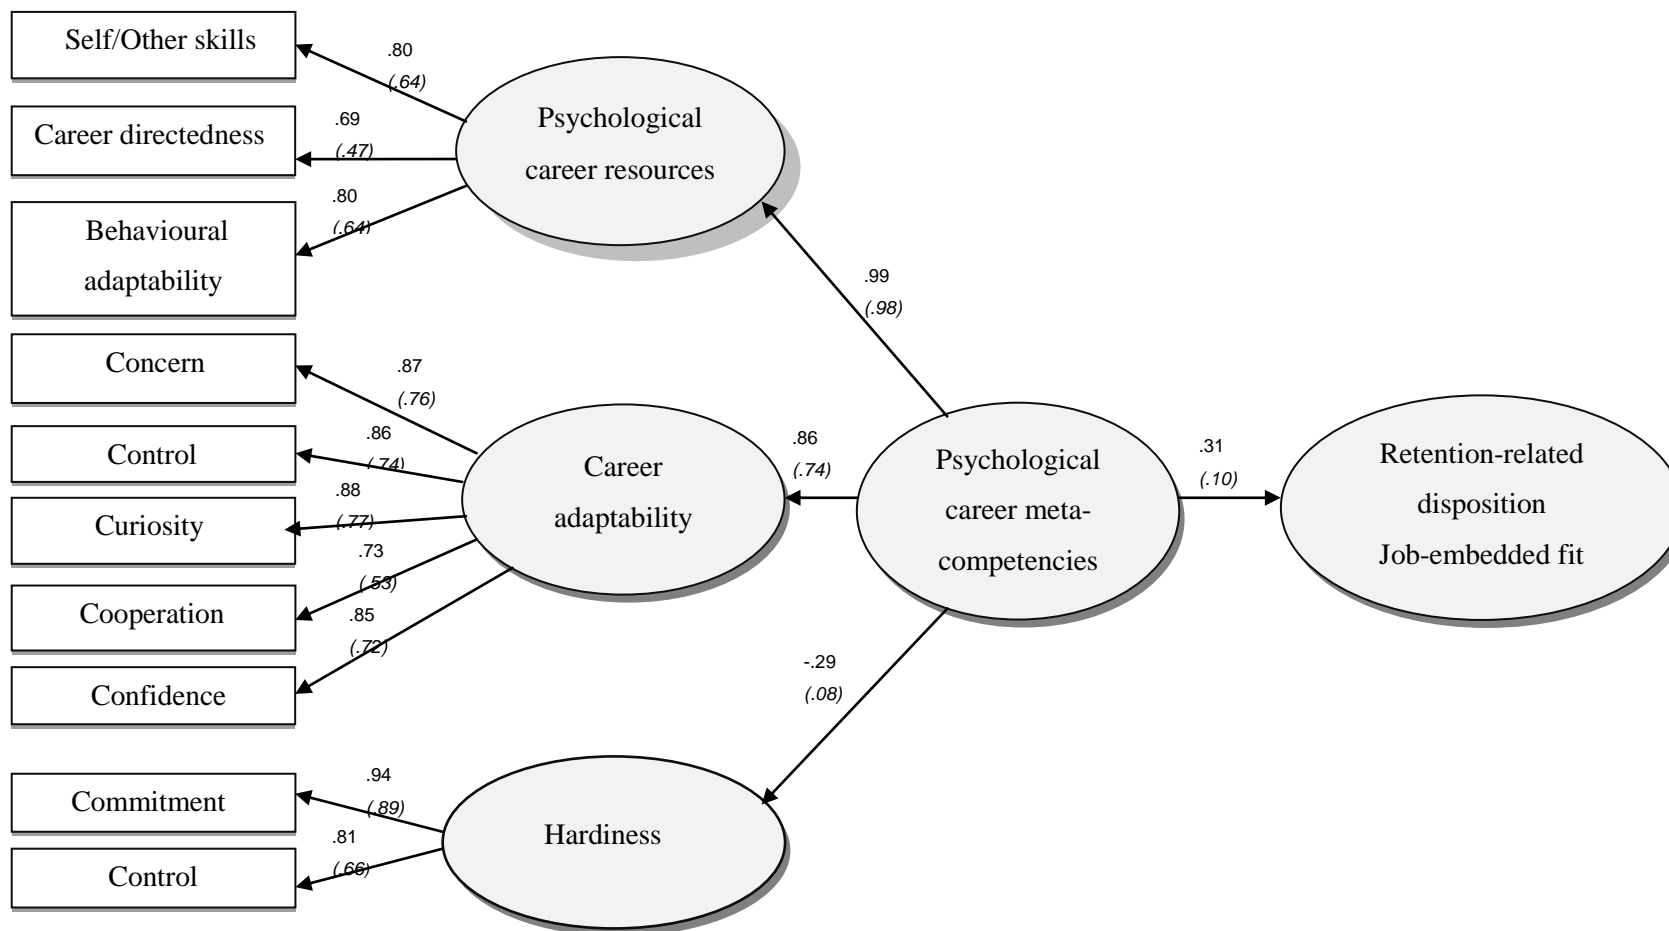 Self/Other skills
.80
(.64)
Career directedness
.69
(.47)
.80
(.64)
Behavioural
adaptability
Psychological
career resources
.99
(.98)
Concern
.87
(.76)
Control
.86
(.74)
Curiosity
.88
(.77)
Cooperation
.73
(.53)
Confidence
.85
(.72)
Career
adaptability
.86
(.74)
Psychological
career meta-
competencies
.31
(.10)
Retention-related
disposition
Job-embedded fit
-.29
(.08)
Commitment
.94
(.89)
Control
.81
(.66)
Hardiness